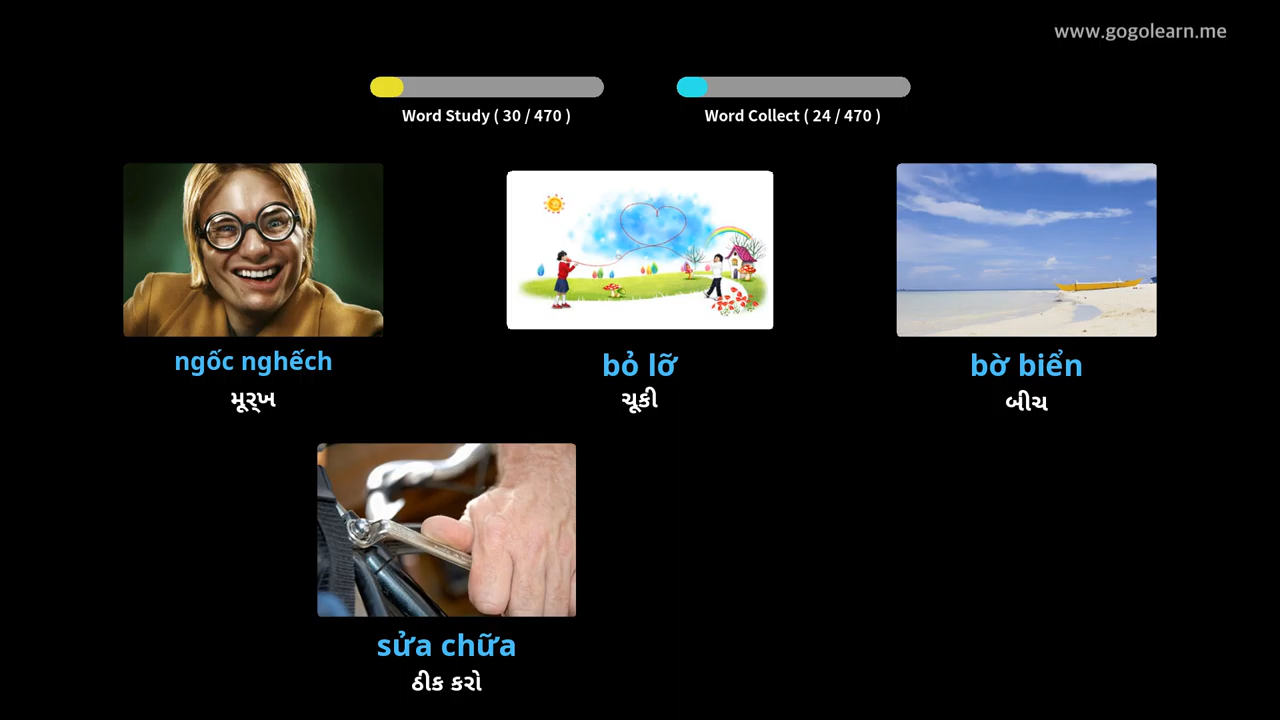 www.gogolearn.me
Word Study ( 30 / 470 )
Word Collect ( 24 / 470 )
ngốc nghếch
મૂર્ખ
bỏ lỡ
ચૂકી
bờ biển
બીચ
sửa chữa
ઠીક કરો